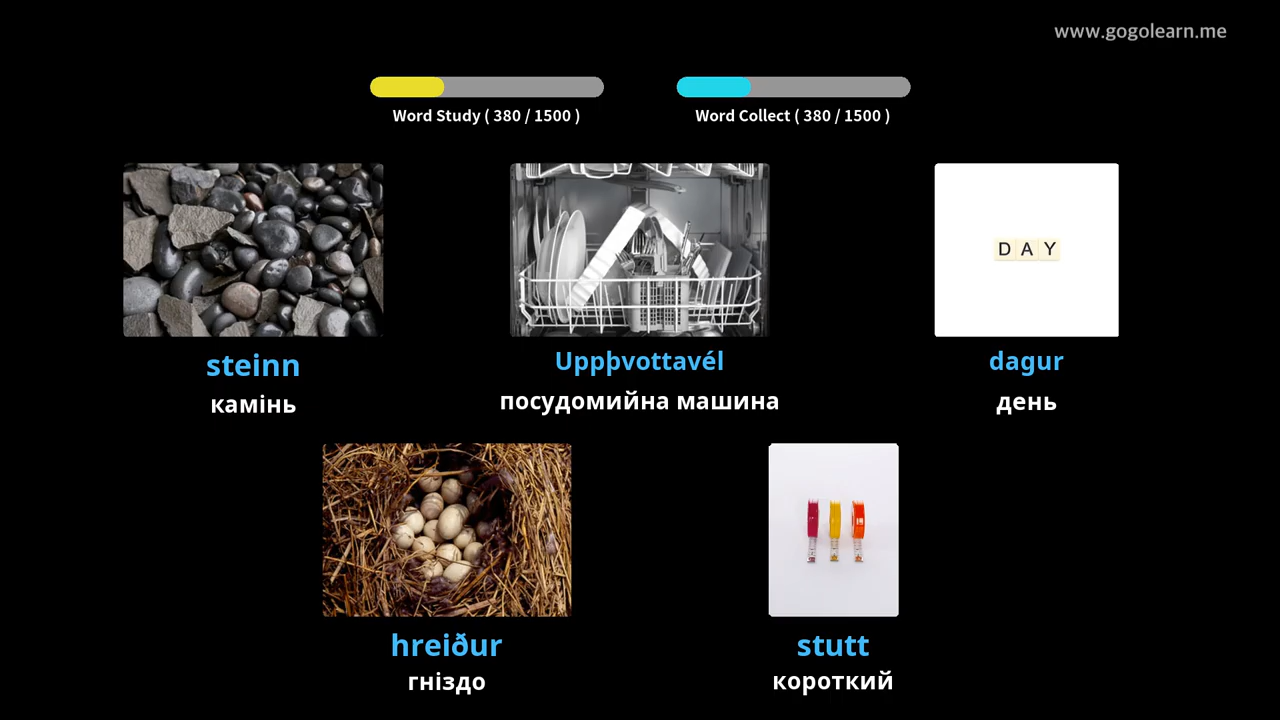 www.gogolearn.me
Word Study ( 380 / 1500 )
Word Collect ( 380 / 1500 )
DAY
steinn
камінь
Uppþvottavél
посудомийна машина
dagur
день
hreiður
гніздо
stutt
короткий